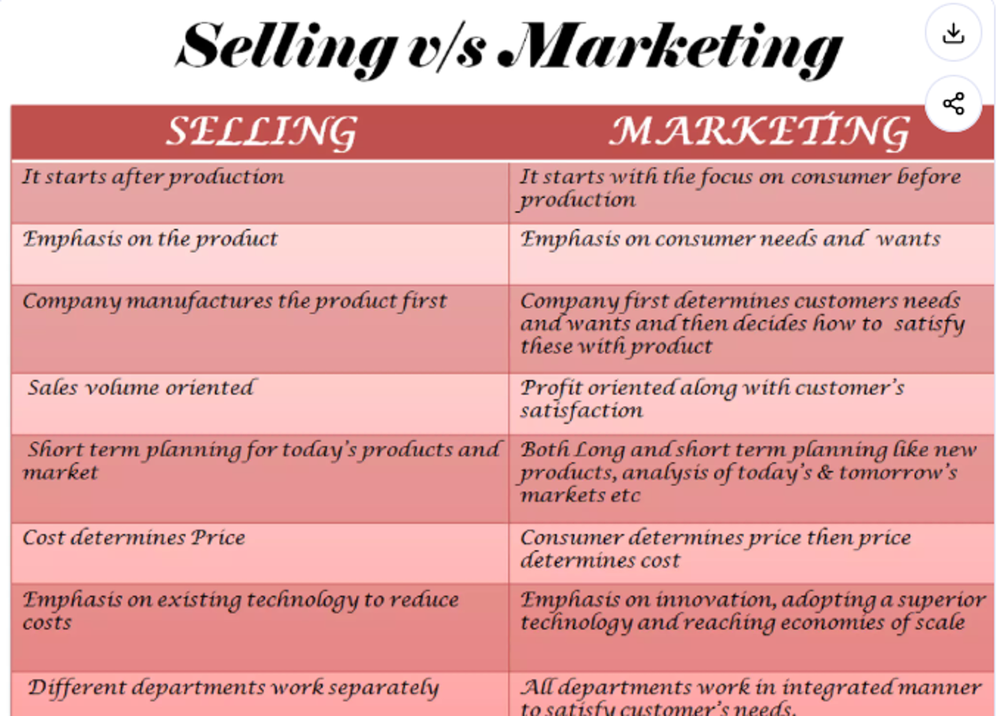 Selling v/s Marketing
SELLING
MARKETING
It starts after production
It starts with the focus on consumer before
production
Emphasis on the product
Emphasis on consumer needs and wants
Company manufactures the product first
Company first determines customers needs
and wants and then decides how to satisfy
these with product
Sales volume oriented
Profit oriented along with customer's
satisfaction
Short term planning for today's products and
market
Both Long and short term planning like new
products, analysis of today's & tomorrow's
markets etc
Cost determines Price
Consumer determines price then price
determines cost
Emphasis on existing technology to reduce
costs
Emphasis on innovation, adopting a superior
technology and reaching economies of scale
Different departments work separately
All departments work in integrated manner
to satisfy customer's needs.